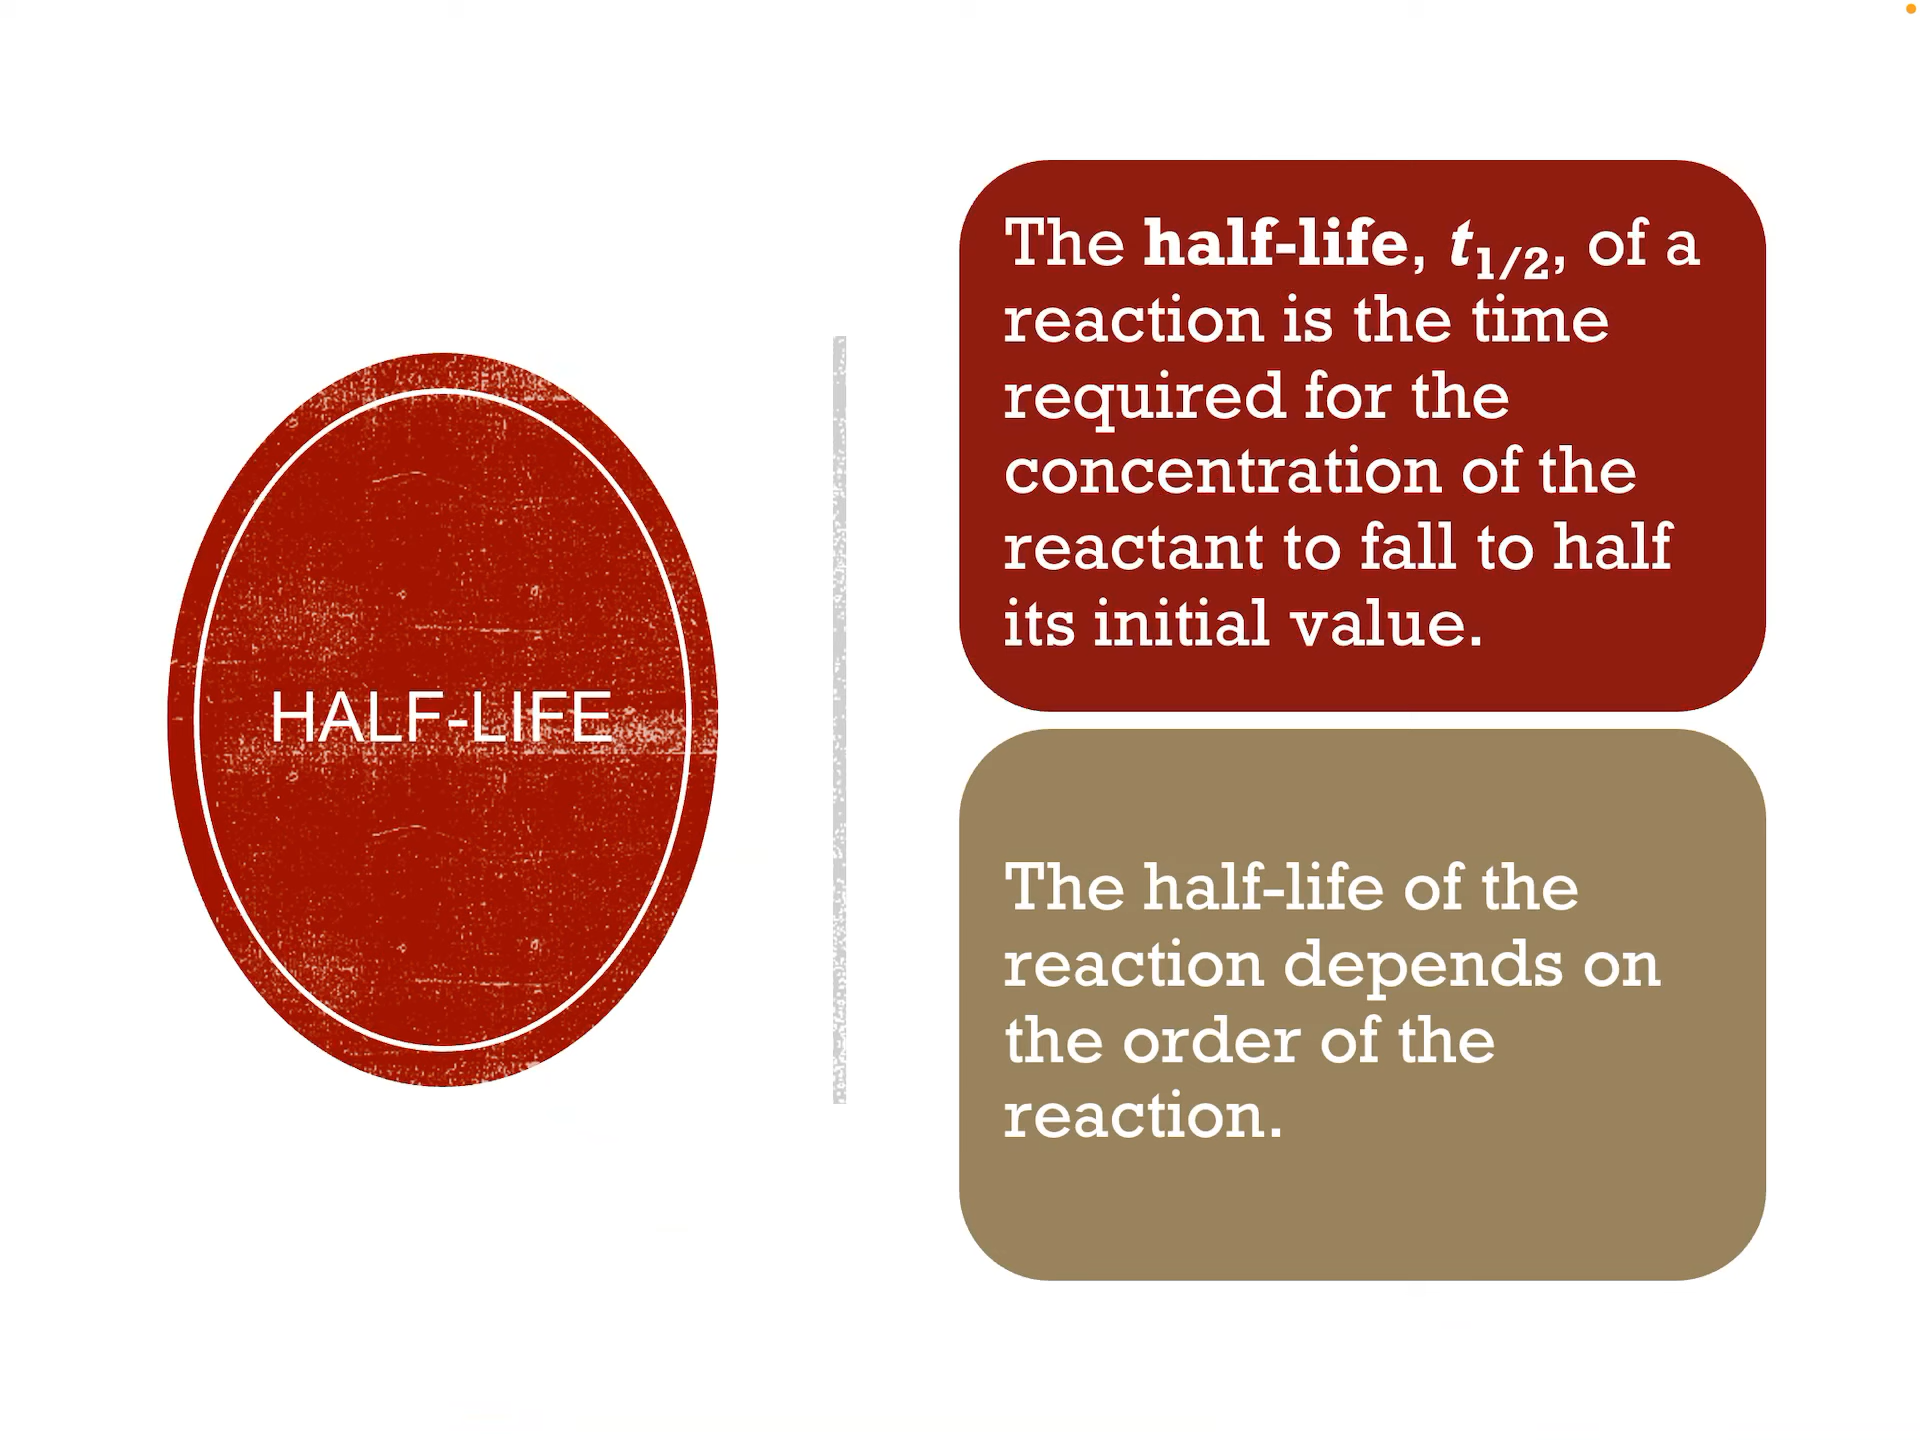 HALF-LIFE
The half-life, t1/2, of a
reaction is the time
required for the
concentration of the
reactant to fall to half
its initial value.
The half-life of the
reaction depends on
the order of the
reaction.